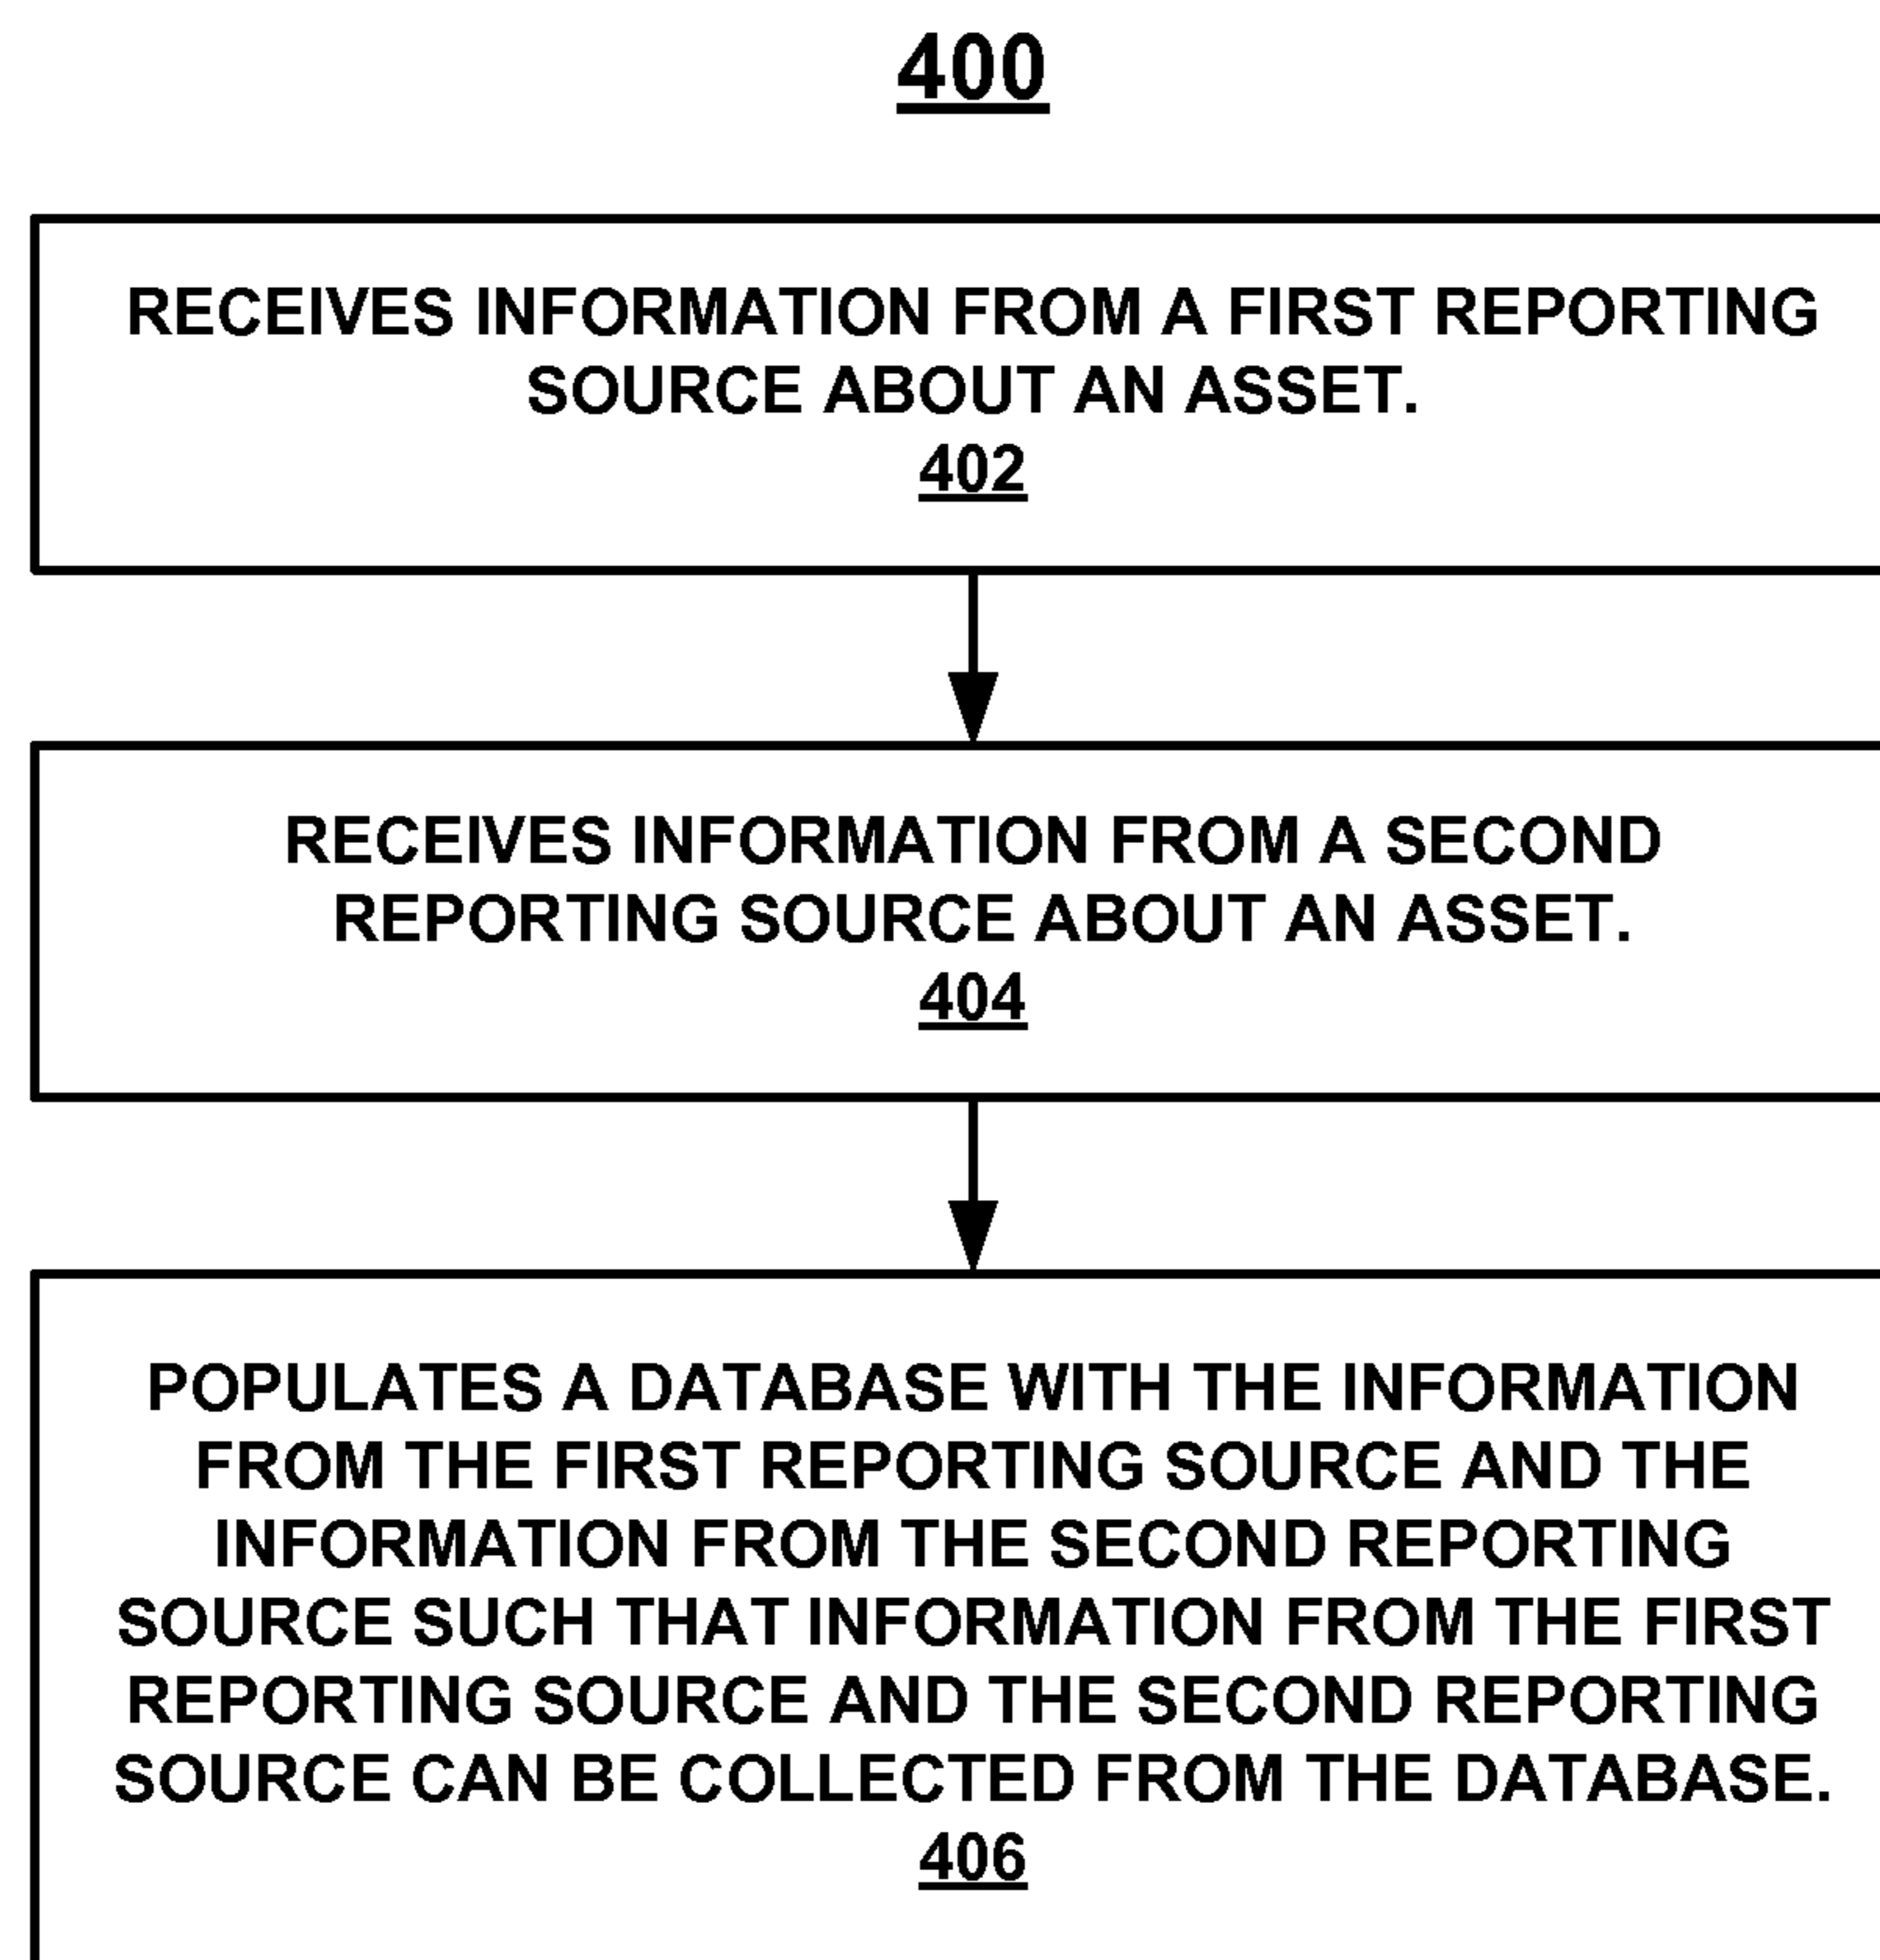 400
RECEIVES INFORMATION FROM A FIRST REPORTING
SOURCE ABOUT AN ASSET.
402
RECEIVES INFORMATION FROM A SECOND
REPORTING SOURCE ABOUT AN ASSET.
404
POPULATES A DATABASE WITH THE INFORMATION
FROM THE FIRST REPORTING SOURCE AND THE
INFORMATION FROM THE SECOND REPORTING
SOURCE SUCH THAT INFORMATION FROM THE FIRST
REPORTING SOURCE AND THE SECOND REPORTING
SOURCE CAN BE COLLECTED FROM THE DATABASE.
406